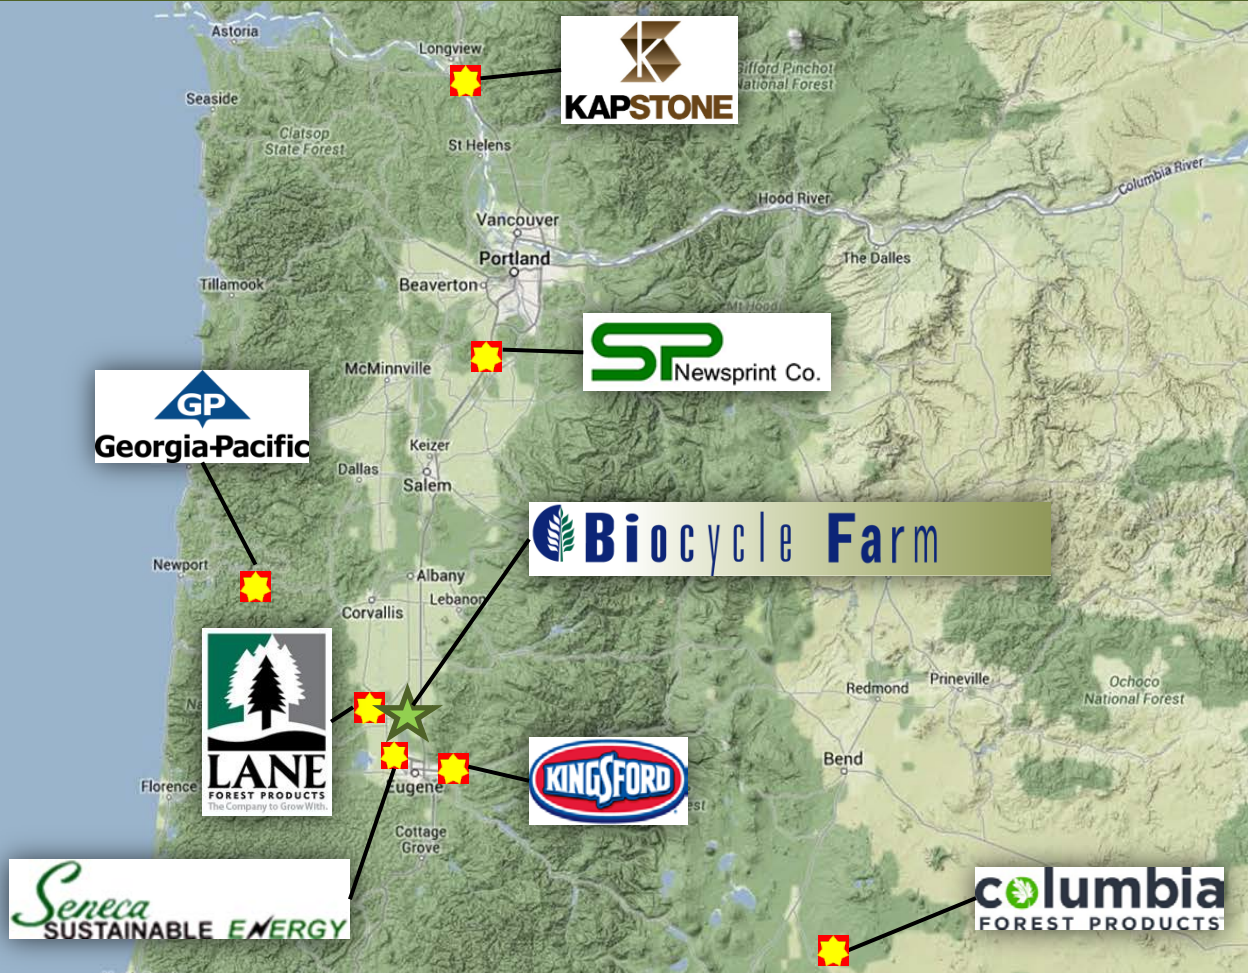 Astoria
Longview
KAPSTONE
Gifford Pinchot
National Forest
Seaside
Clatsop
State Forest
St Helens
Columbia River
Hood River
Vancouver
Portland
The Dalles
Beaverton
Tillamook
Mt Hood
SP
Newsprint Co.
McMinnville
GP
Georgia-Pacific
Keizer
Dallas
Salem
Biocycle Farm
Newport
Albany
Lebanon
Corvallis
Redmond
Prineville
Ochoco
National Forest
LANE
FOREST PRODUCTS
The Company to Grow With.
KINGSFORD
Bend
Florence
Eugene
Cottage
Grove
Seneca
SUSTAINABLE ENERGY
columbia
FOREST PRODUCTS